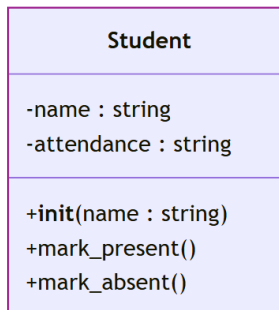 Student
-name : string
-attendance : string
+init(name : string)
+mark_present()
+mark_absent()